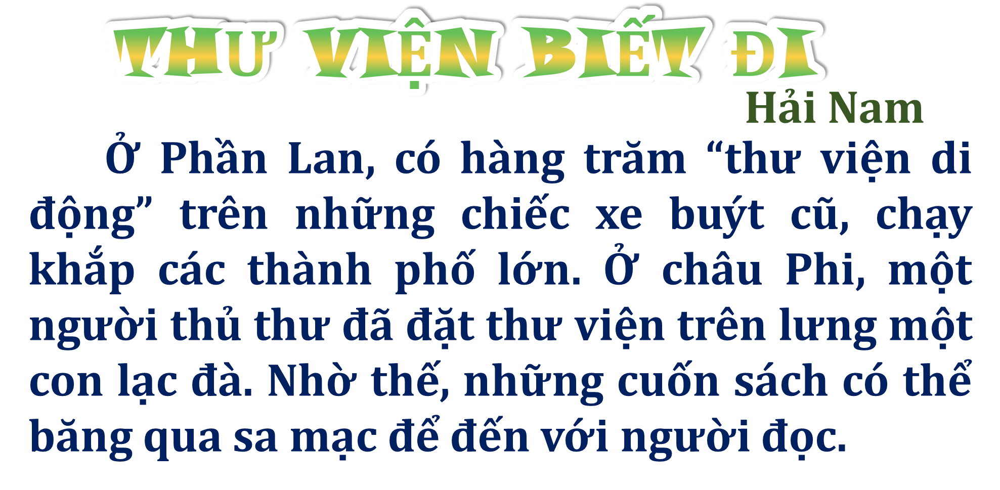 THƯ VIỆN BIẾT ĐI
Hải Nam
Ở Phần Lan, có hàng trăm “thư viện di
động” trên những chiếc xe buýt cũ, chạy
khắp các thành phố lớn. Ở châu Phi, một
người thủ thư đã đặt thư viện trên lưng một
con lạc đà. Nhờ thế, những cuốn sách có thể
băng qua sa mạc để đến với người đọc.